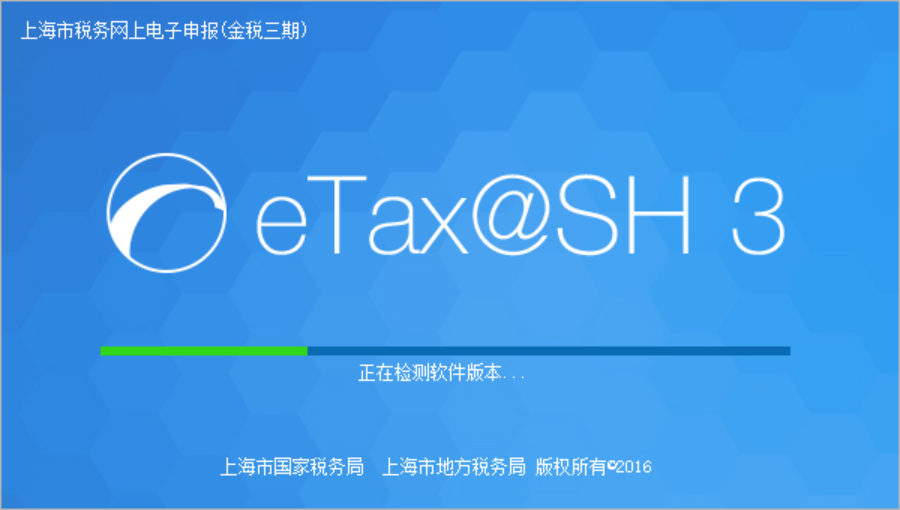 上海市税务网上电子申报(金税三期)
eTax@SH 3
正在检测软件版本...
上海市国家税务局 上海市地方税务局 版权所有©2016